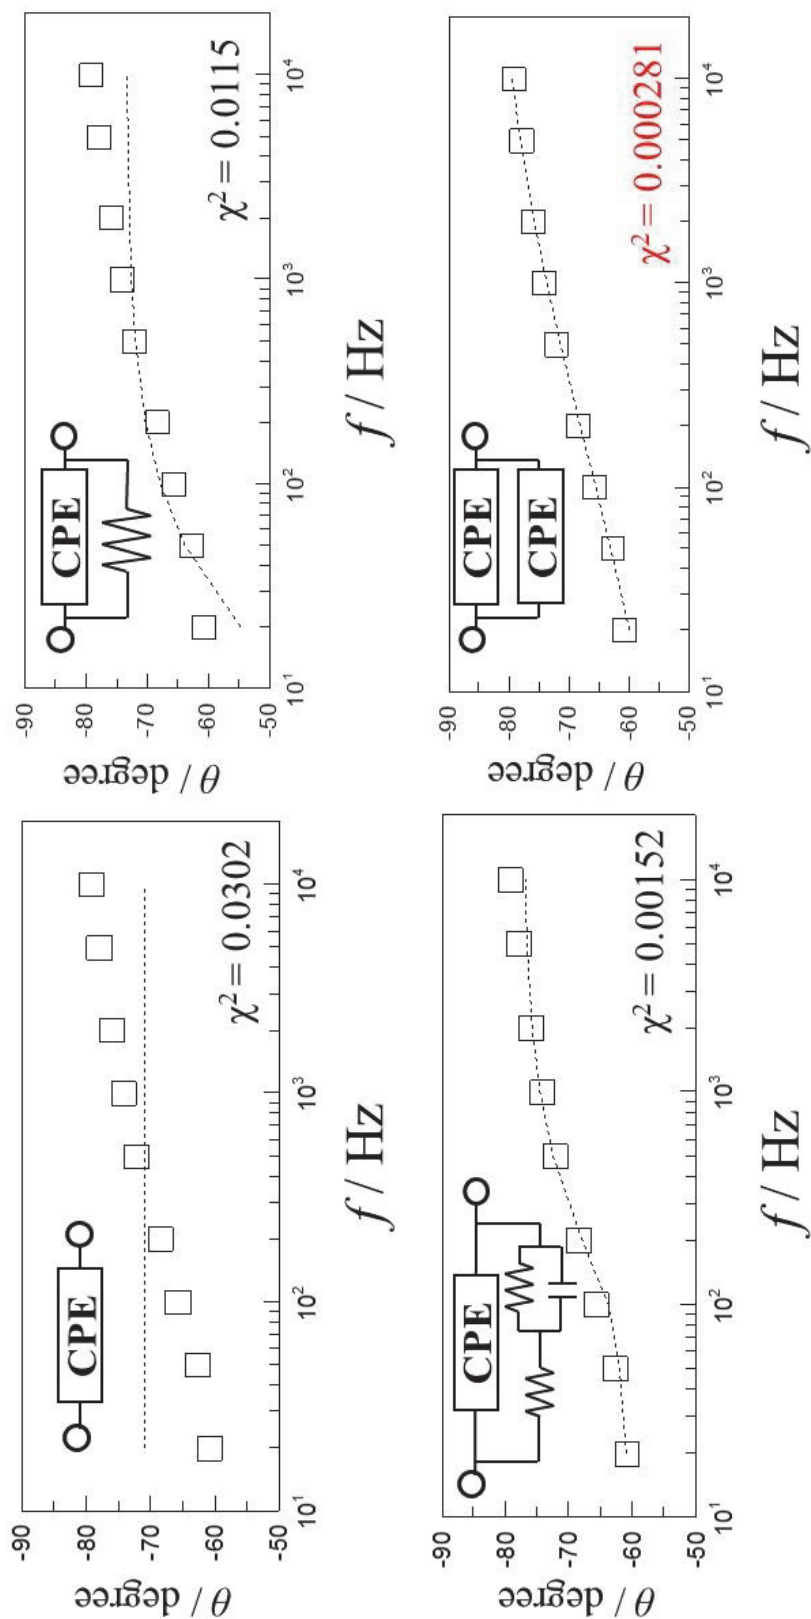 θ / degree
-90
-80
-70
-60
-50
CPE
χ² = 0.0302
10¹ 10² 10³ 10⁴
f / Hz
θ / degree
-90
-80
-70
-60
-50
CPE
χ² = 0.0115
10¹ 10² 10³ 10⁴
f / Hz
θ / degree
-90
-80
-70
-60
-50
CPE
χ² = 0.00152
10¹ 10² 10³ 10⁴
f / Hz
θ / degree
-90
-80
-70
-60
-50
CPE
CPE
χ² = 0.000281
10¹ 10² 10³ 10⁴
f / Hz